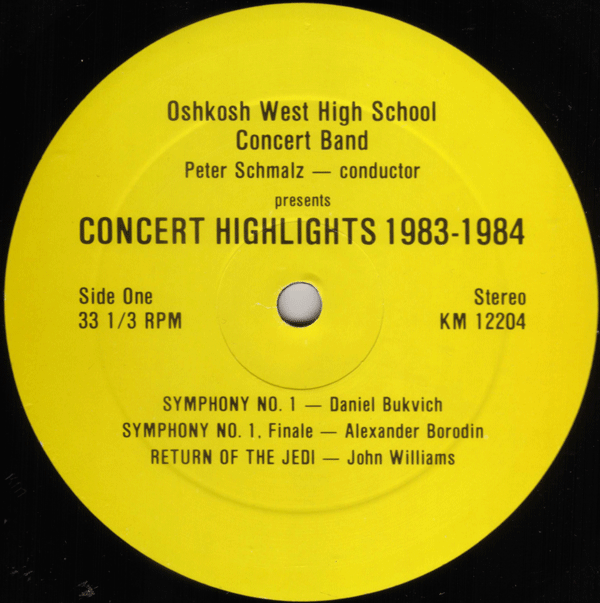 Oshkosh West High School
Concert Band
Peter Schmalz — conductor
presents
CONCERT HIGHLIGHTS 1983-1984
Side One
33 1/3 RPM
Stereo
KM 12204
SYMPHONY NO. 1 — Daniel Bukvich
SYMPHONY NO. 1, Finale — Alexander Borodin
RETURN OF THE JEDI — John Williams